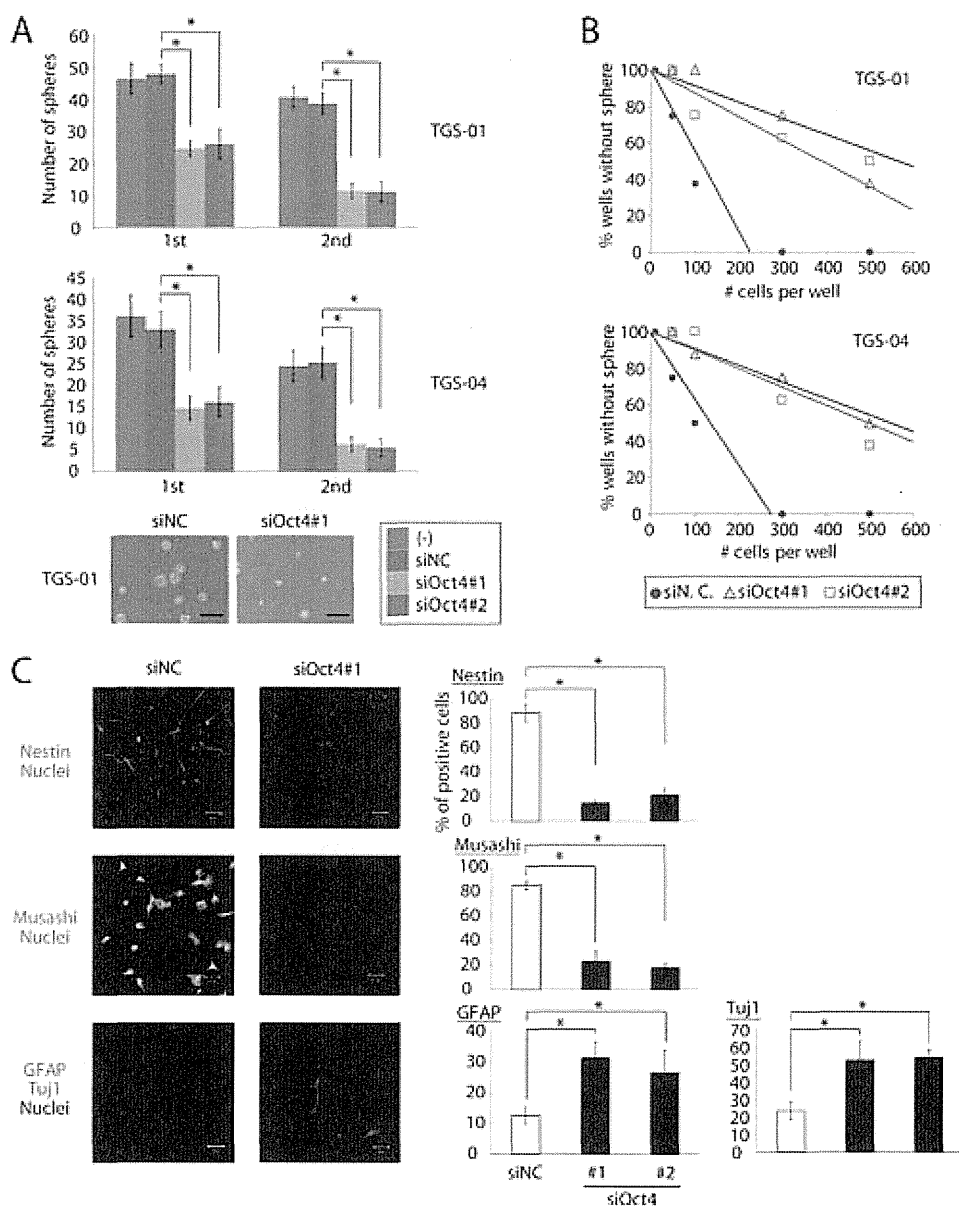 A
Number of spheres
60
50
40
30
20
10
0
*
*
*
*
1st
2nd
TGS-01
Number of spheres
45
40
35
30
25
20
15
10
5
0
*
*
*
*
1st
2nd
TGS-04
siNC
siOct4#1
TGS-01
(-)
siNC
siOct4#1
siOct4#2
B
% wells without sphere
100
80
60
40
20
0
0 100 200 300 400 500 600
# cells per well
TGS-01
% wells without sphere
100
80
60
40
20
0
0 100 200 300 400 500 600
# cells per well
TGS-04
siN. C. siOct4#1 siOct4#2
C
siNC
siOct4#1
Nestin
Nuclei
Musashi
Nuclei
GFAP
Tuj1
Nuclei
Nestin
% of positive cells
100
80
60
40
20
0
*
*
Musashi
100
80
60
40
20
0
*
*
GFAP
40
30
20
10
0
*
*
siNC
#1
#2
siOct4
Tuj1
70
60
50
40
30
20
10
0
*
*